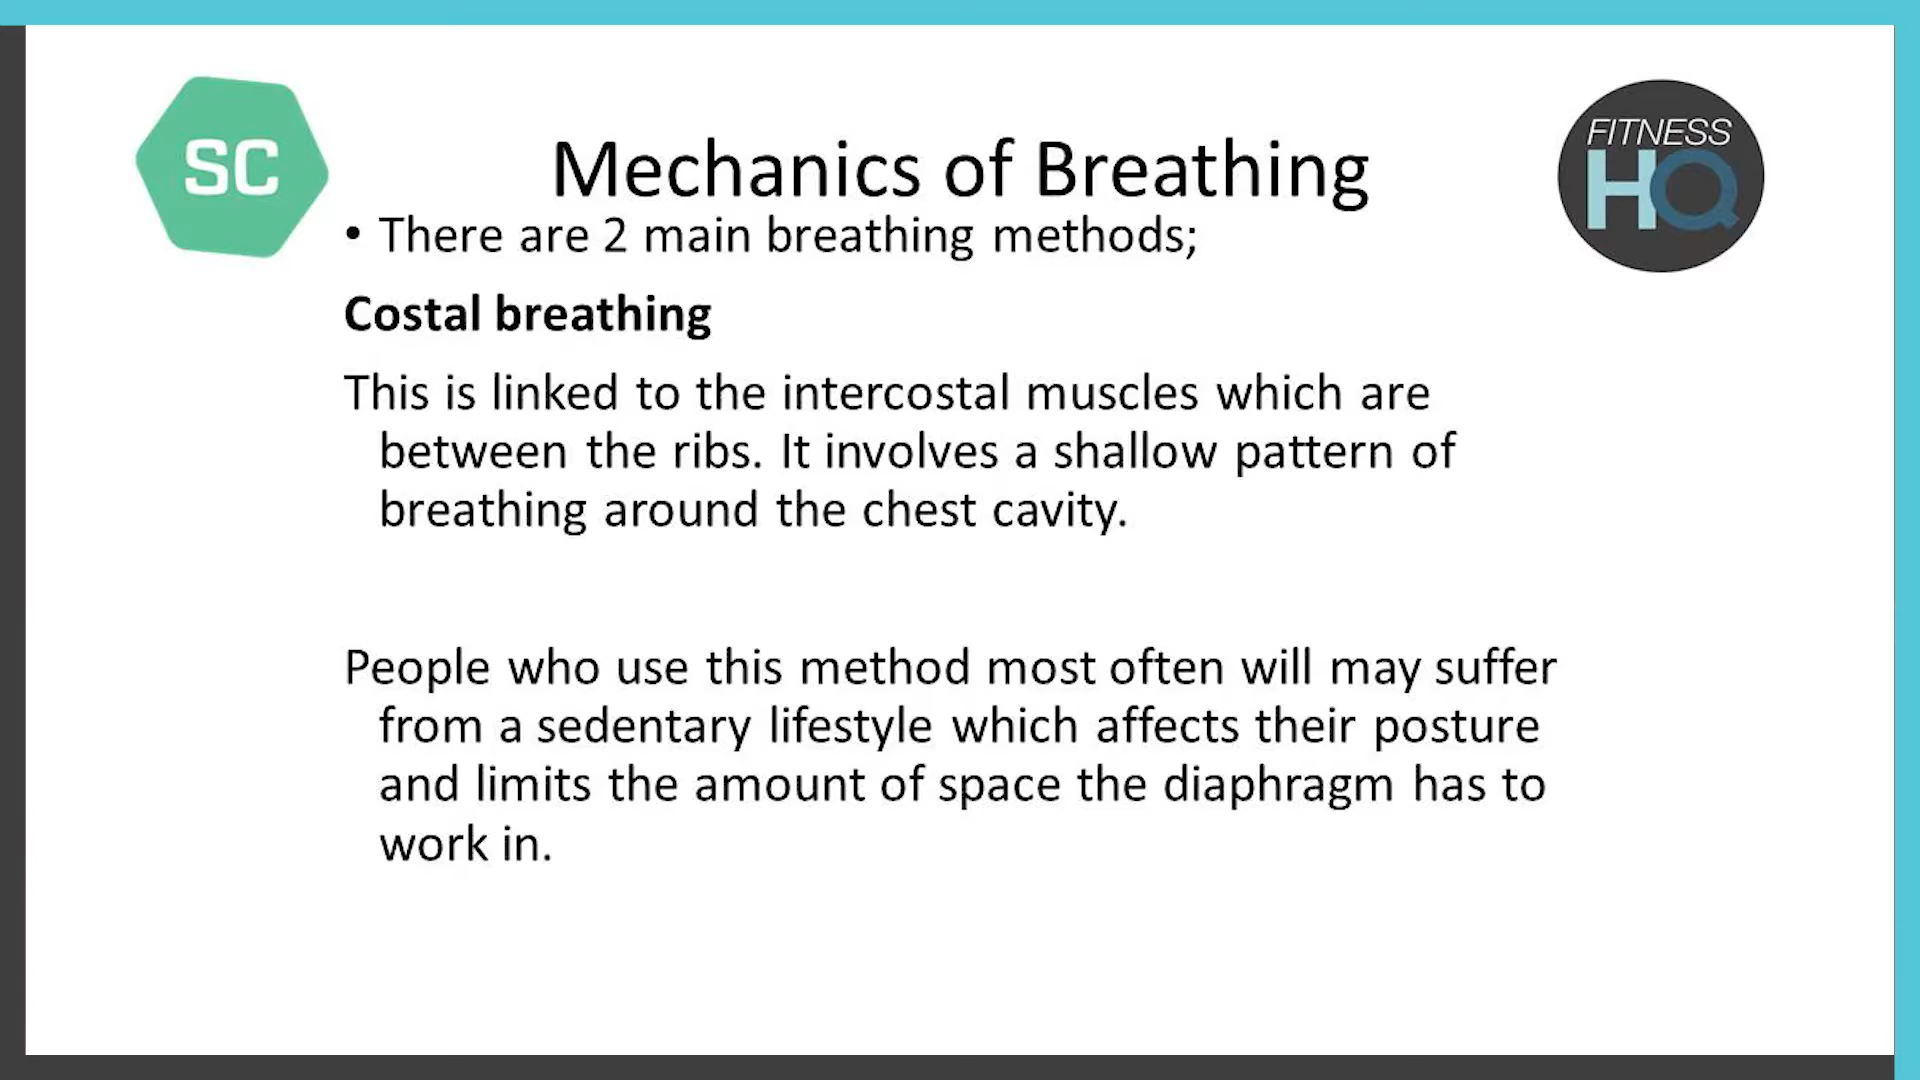 SC
Mechanics of Breathing
FITNESS
HQ
• There are 2 main breathing methods;
Costal breathing
This is linked to the intercostal muscles which are
between the ribs. It involves a shallow pattern of
breathing around the chest cavity.
People who use this method most often will may suffer
from a sedentary lifestyle which affects their posture
and limits the amount of space the diaphragm has to
work in.